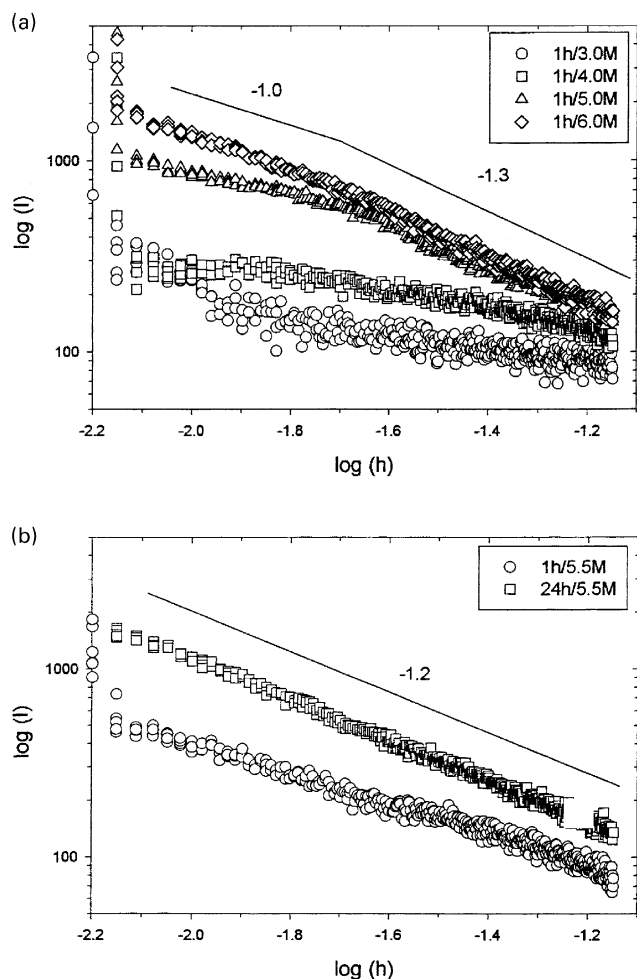 (a)
1h/3.0M
1h/4.0M
1h/5.0M
1h/6.0M
-1.0
-1.3
1000
100
log (I)
-2.2 -2.0 -1.8 -1.6 -1.4 -1.2
log (h)
(b)
1h/5.5M
24h/5.5M
-1.2
1000
100
log (I)
-2.2 -2.0 -1.8 -1.6 -1.4 -1.2
log (h)